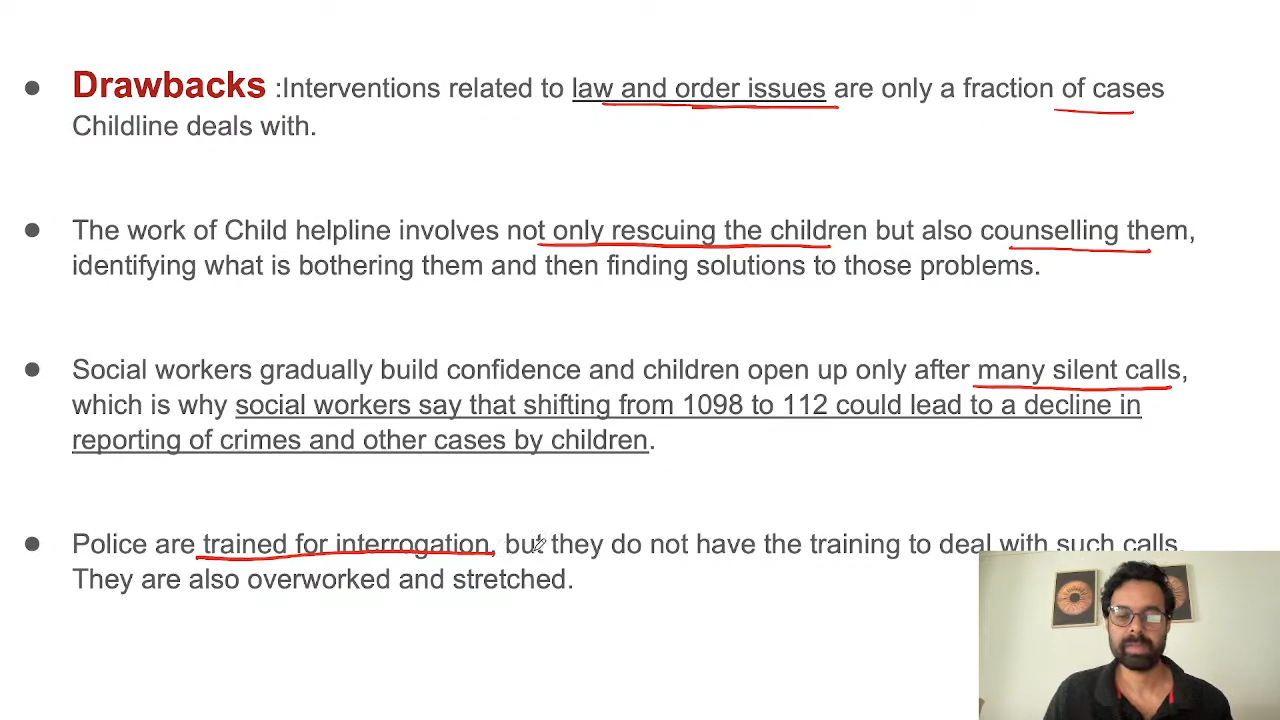 ● Drawbacks :Interventions related to law and order issues are only a fraction of cases
Childline deals with.
● The work of Child helpline involves not only rescuing the children but also counselling them,
identifying what is bothering them and then finding solutions to those problems.
● Social workers gradually build confidence and children open up only after many silent calls,
which is why social workers say that shifting from 1098 to 112 could lead to a decline in
reporting of crimes and other cases by children.
● Police are trained for interrogation, but they do not have the training to deal with such calls.
They are also overworked and stretched.